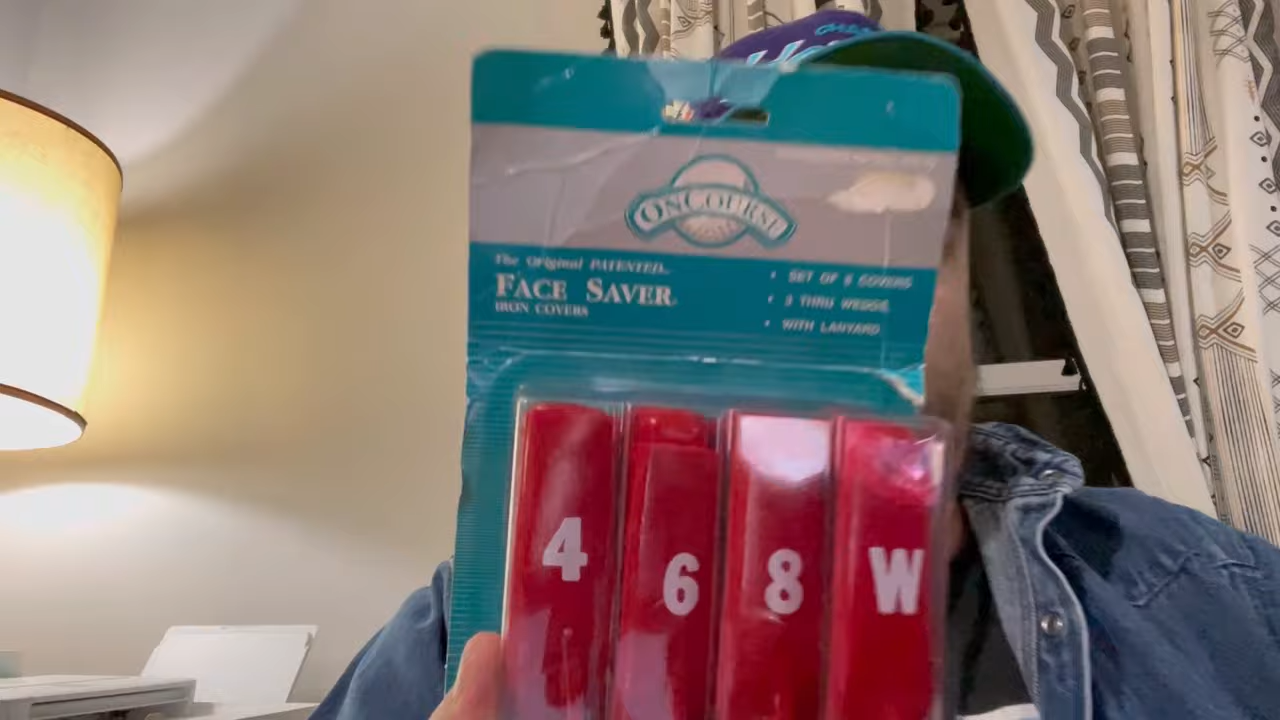 ONCOURSE
The Original PATENTED
FACE SAVER
IRON COVERS
• SET OF 8 COVERS
• 3 THRU WEDGE
• WITH LANYARD
4
6
8
W